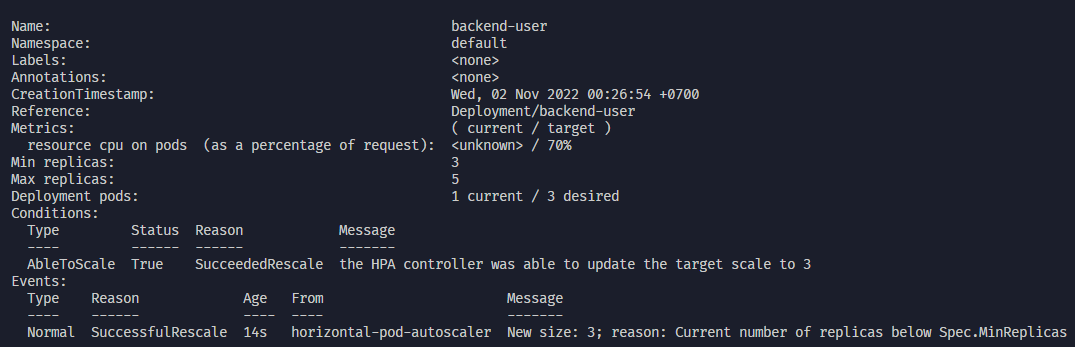 Name: backend-user
Namespace: default
Labels: <none>
Annotations: <none>
CreationTimestamp: Wed, 02 Nov 2022 00:26:54 +0700
Reference: Deployment/backend-user
Metrics: ( current / target )
resource cpu on pods (as a percentage of request): <unknown> / 70%
Min replicas: 3
Max replicas: 5
Deployment pods: 1 current / 3 desired
Conditions:
Type Status Reason Message
---- ------ ------ -------
AbleToScale True SucceededRescale the HPA controller was able to update the target scale to 3
Events:
Type Reason Age From Message
---- ------ ---- ---- -------
Normal SuccessfulRescale 14s horizontal-pod-autoscaler New size: 3; reason: Current number of replicas below Spec.MinReplicas